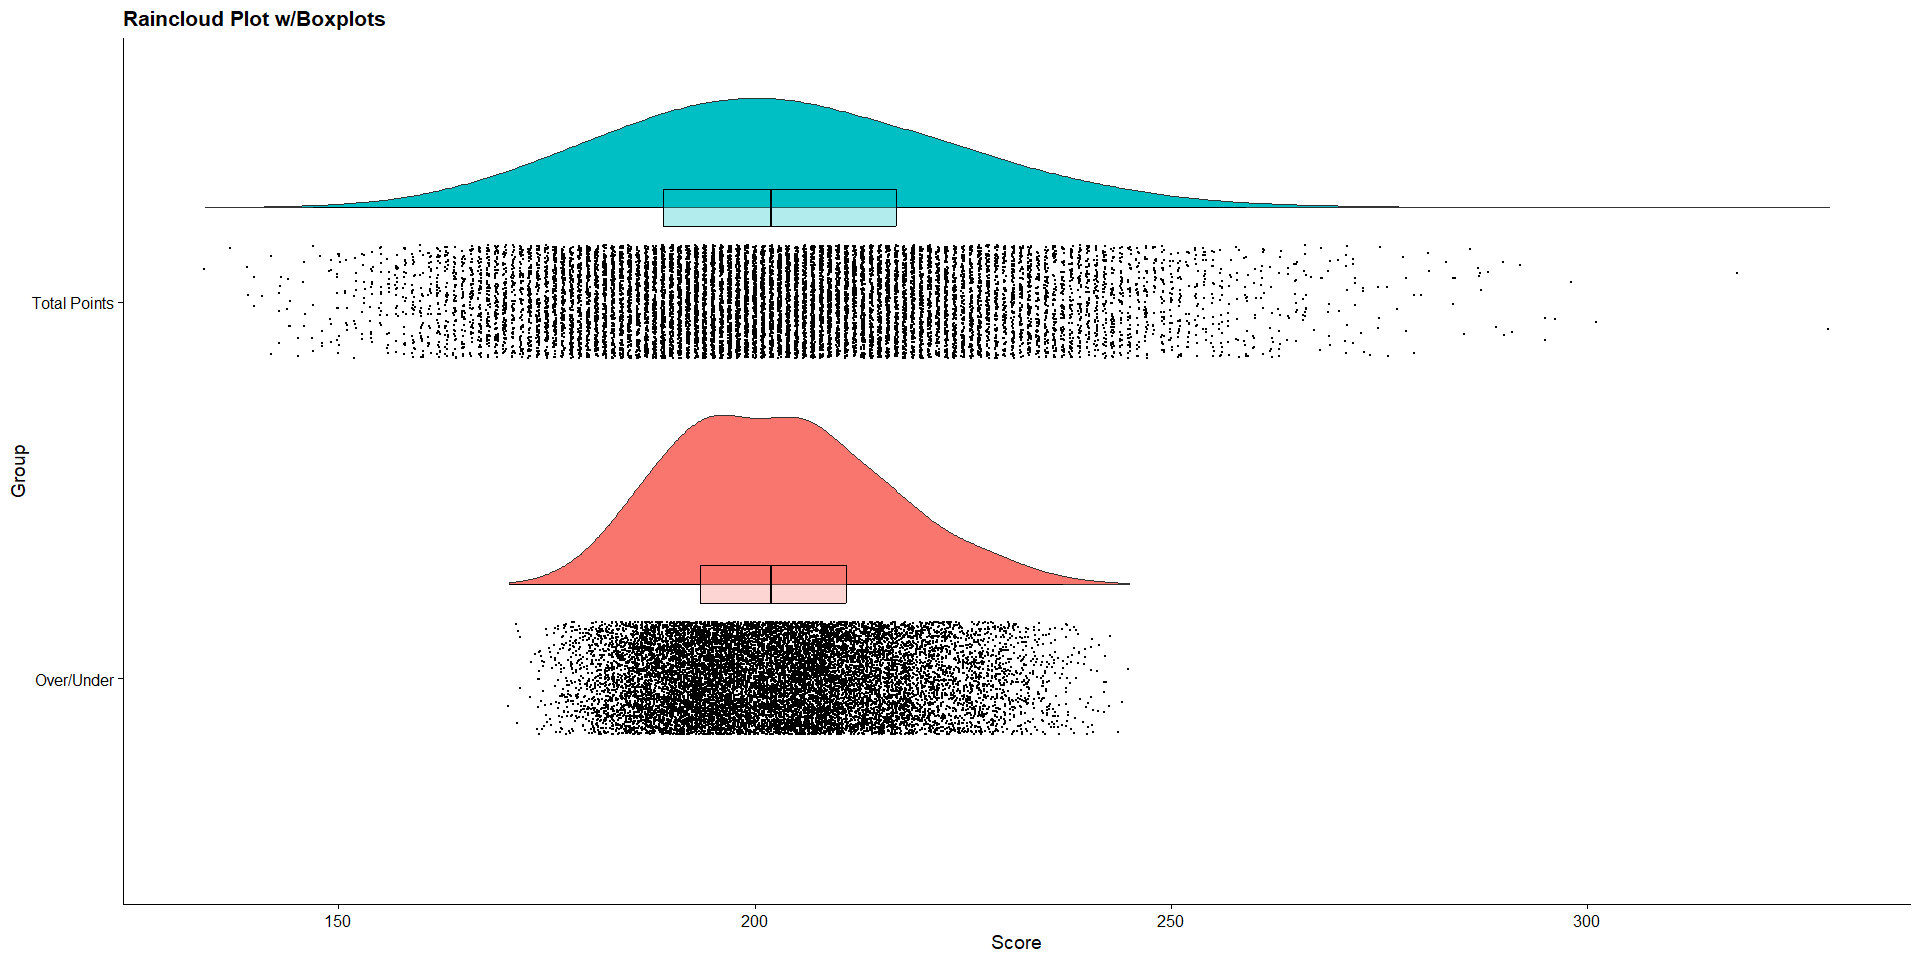 Raincloud Plot w/Boxplots
Total Points
Over/Under
Group
150 200 250 300
Score